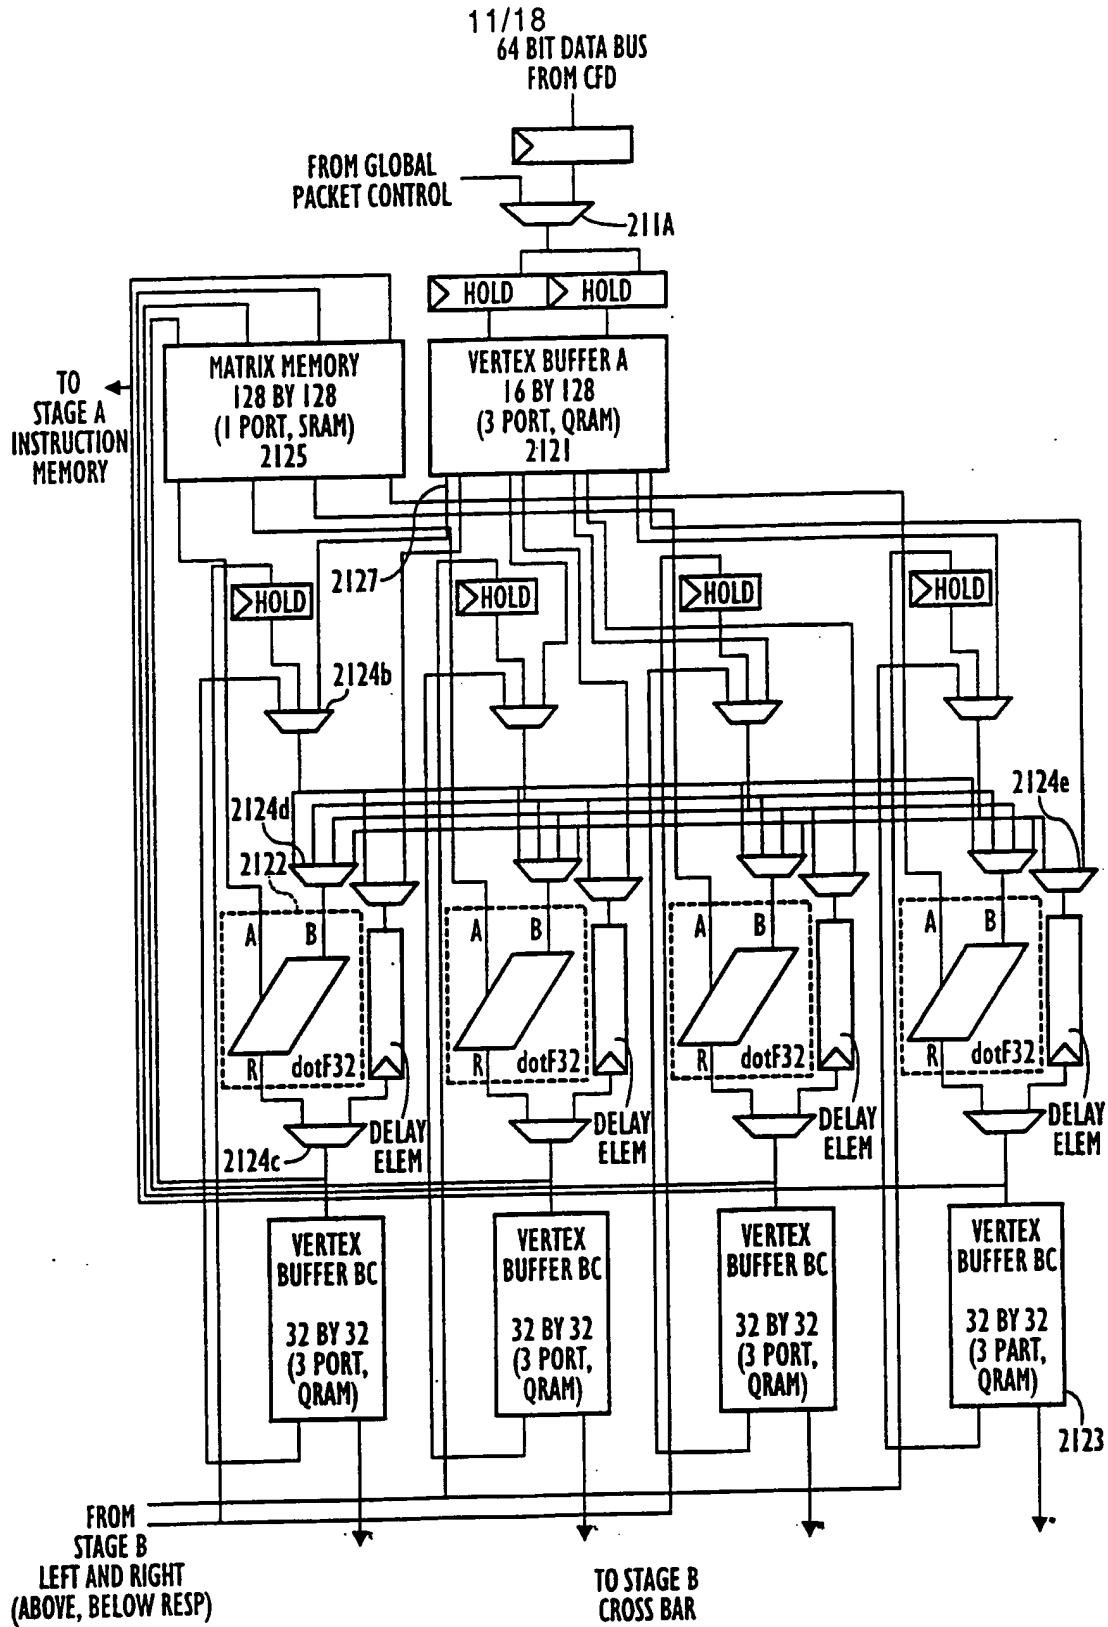 11/18
64 BIT DATA BUS
FROM CFD
FROM GLOBAL
PACKET CONTROL
211A
HOLD
HOLD
MATRIX MEMORY
128 BY 128
(1 PORT, SRAM)
2125
VERTEX BUFFER A
16 BY 128
(3 PORT, QRAM)
2121
TO
STAGE A
INSTRUCTION
MEMORY
2127
HOLD
HOLD
HOLD
HOLD
2124b
2124d
2124e
2122
A
B
R
dotF32
A
B
R
dotF32
A
B
R
dotF32
A
B
R
dotF32
DELAY
ELEM
DELAY
ELEM
DELAY
ELEM
DELAY
ELEM
2124c
VERTEX
BUFFER BC
32 BY 32
(3 PORT,
QRAM)
VERTEX
BUFFER BC
32 BY 32
(3 PORT,
QRAM)
VERTEX
BUFFER BC
32 BY 32
(3 PORT,
QRAM)
VERTEX
BUFFER BC
32 BY 32
(3 PART,
QRAM)
2123
FROM
STAGE B
LEFT AND RIGHT
(ABOVE, BELOW RESP)
TO STAGE B
CROSS BAR